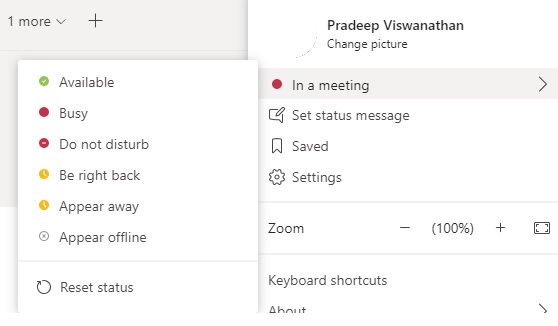 1 more
Pradeep Viswanathan
Change picture
Available
Busy
Do not disturb
Be right back
Appear away
Appear offline
Reset status
In a meeting
Set status message
Saved
Settings
Zoom — (100%) +
Keyboard shortcuts
About